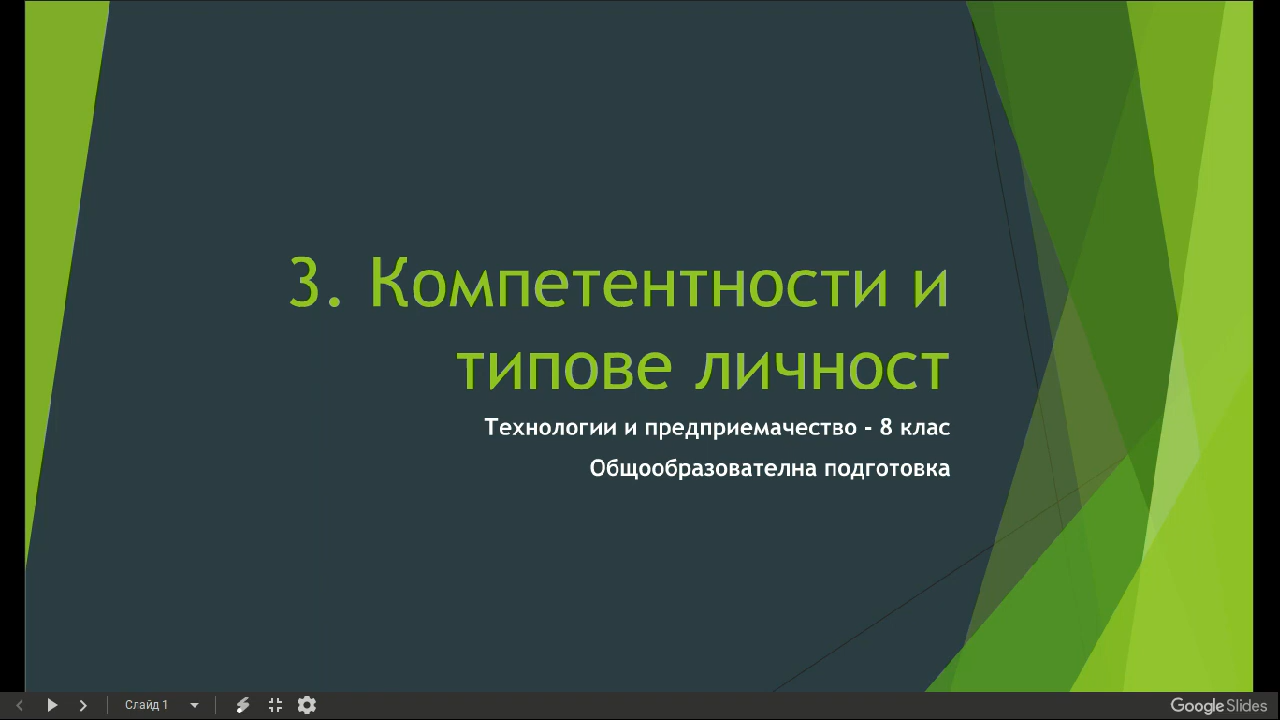 3. Компетентности и
типове личност
Технологии и предприемачество - 8 клас
Общообразователна подготовка
Слайд 1
Google Slides